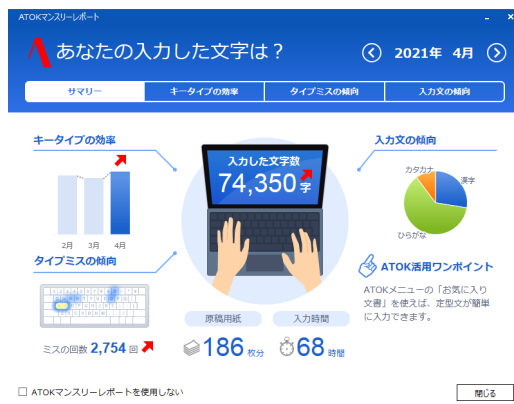 ATOKマンスリーレポート
あなたの入力した文字は？
2021年 4月
サマリー
キータイプの効率
タイプミスの傾向
入力文の傾向
キータイプの効率
2月 3月 4月
入力した文字数
74,350 字
入力文の傾向
カタカナ
漢字
ひらがな
タイプミスの傾向
ミスの回数 2,754 回
原稿用紙
186 枚分
入力時間
68 時間
ATOK活用ワンポイント
ATOKメニューの「お気に入り
文書」を使えば、定型文が簡単
に入力できます。
ATOKマンスリーレポートを使用しない
閉じる